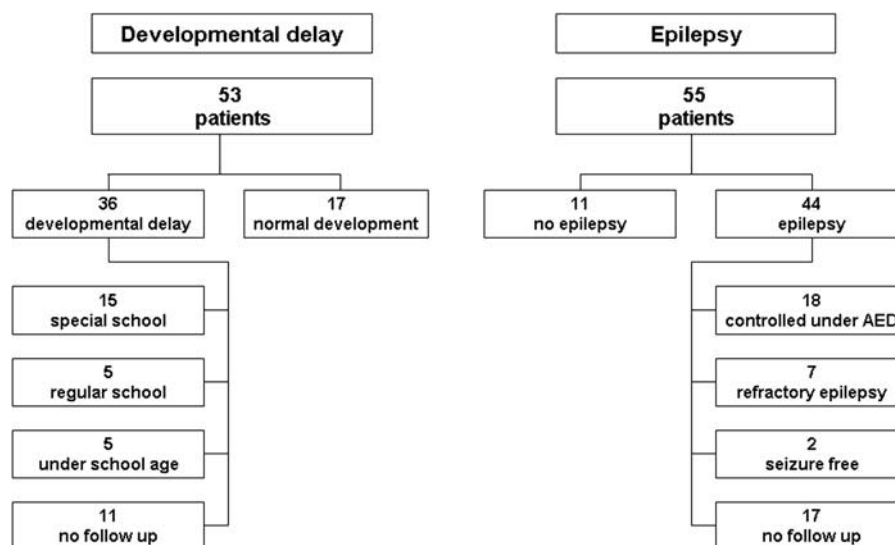 Developmental delay
53
patients
36
developmental delay
17
normal development
15
special school
5
regular school
5
under school age
11
no follow up
Epilepsy
55
patients
11
no epilepsy
44
epilepsy
18
controlled under AED
7
refractory epilepsy
2
seizure free
17
no follow up